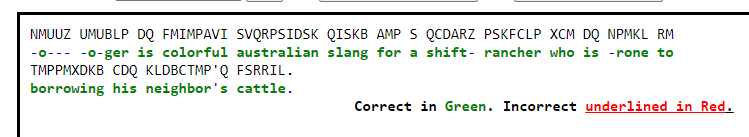 NMUUZ UMUBLP DQ FMIMPAVI SVQRPSIDSK QISKB AMP S QCDARZ PSKFCLP XCM DQ NPMKL RM
-o--- -o-ger is colorful australian slang for a shift- rancher who is -rone to
TMPPMXDKB CDQ KLDBCTMP'Q FSRRIL.
borrowing his neighbor's cattle.
Correct in Green. Incorrect underlined in Red.